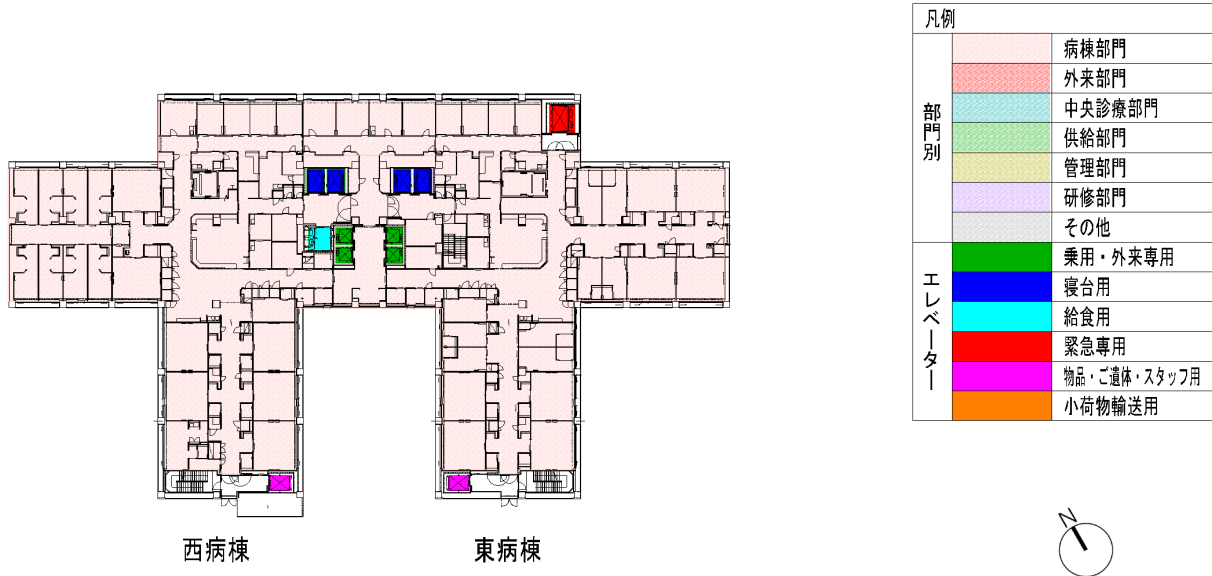 凡例
部門別
病棟部門
外来部門
中央診療部門
供給部門
管理部門
研修部門
その他
エレベーター
乗用・外来専用
寝台用
給食用
緊急専用
物品・ご遺体・スタッフ用
小荷物輸送用
西病棟
東病棟
N